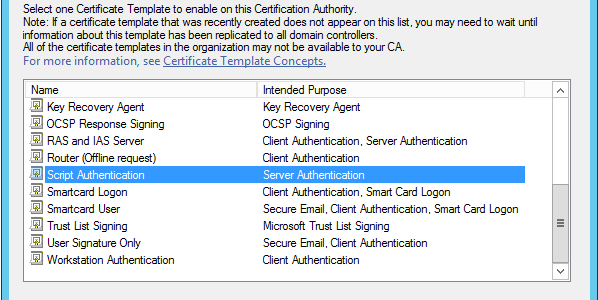 Select one Certificate Template to enable on this Certification Authority.
Note: If a certificate template that was recently created does not appear on this list, you may need to wait until
information about this template has been replicated to all domain controllers.
All of the certificate templates in the organization may not be available to your CA.
For more information, see Certificate Template Concepts.
Name Intended Purpose
Key Recovery Agent Key Recovery Agent
OCSP Response Signing OCSP Signing
RAS and IAS Server Client Authentication, Server Authentication
Router (Offline request) Client Authentication
Script Authentication Server Authentication
Smartcard Logon Client Authentication, Smart Card Logon
Smartcard User Secure Email, Client Authentication, Smart Card Logon
Trust List Signing Microsoft Trust List Signing
User Signature Only Secure Email, Client Authentication
Workstation Authentication Client Authentication